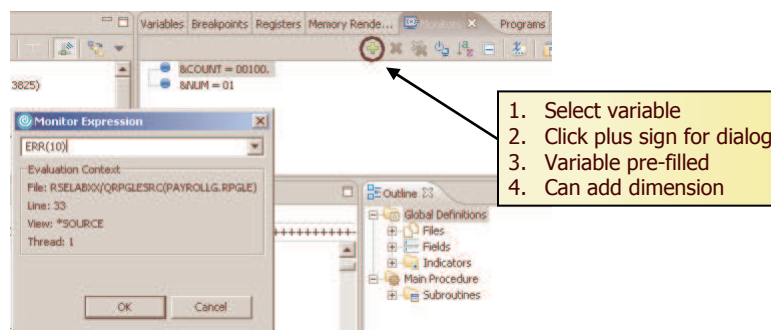 Variables Breakpoints Registers Memory Rende... Monitors Programs
3825)
&COUNT = 00100.
&NUM = 01
1. Select variable
2. Click plus sign for dialog
3. Variable pre-filled
4. Can add dimension
Monitor Expression
ERR(10)
Evaluation Context
File: RSELABXX/QRPGLESRC(PAYROLLG.RPGLE)
Line: 33
View: *SOURCE
Thread: 1
OK Cancel
Outline
Global Definitions
Files
Fields
Indicators
Main Procedure
Subroutines